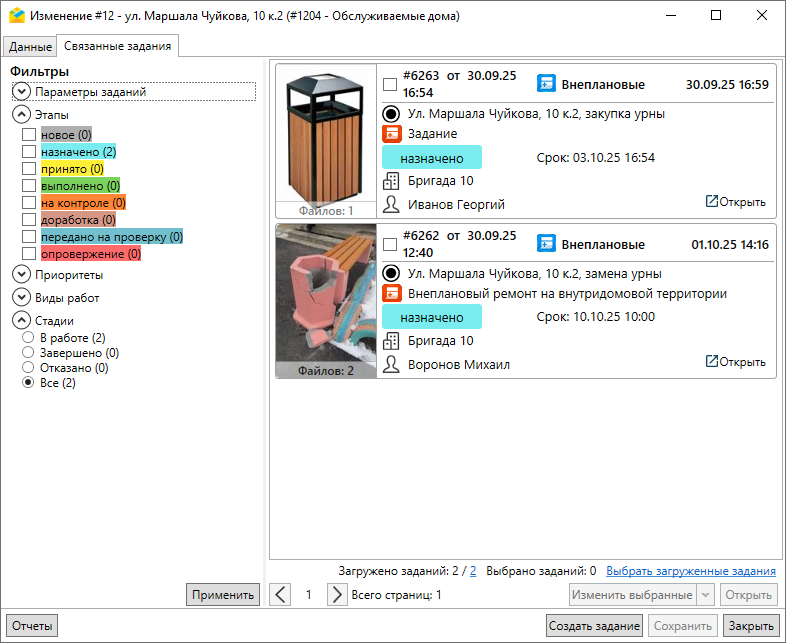 Изменение #12 - ул. Маршала Чуйкова, 10 к.2 (#1204 - Обслуживаемые дома)
Данные
Связанные задания
Фильтры
Параметры заданий
Этапы
новое (0)
назначено (2)
принято (0)
выполнено (0)
на контроле (0)
доработка (0)
передано на проверку (0)
опровержение (0)
Приоритеты
Виды работ
Стадии
В работе (2)
Завершено (0)
Отказано (0)
Все (2)
Применить
#6263 от 30.09.25 16:54
Внеплановые
30.09.25 16:59
Ул. Маршала Чуйкова, 10 к.2, закупка урны
Задание
назначено
Срок: 03.10.25 16:54
Бригада 10
Иванов Георгий
Открыть
Файлов: 1
#6262 от 30.09.25 12:40
Внеплановые
01.10.25 14:16
Ул. Маршала Чуйкова, 10 к.2, замена урны
Внеплановый ремонт на внутридомовой территории
назначено
Срок: 10.10.25 10:00
Бригада 10
Воронов Михаил
Открыть
Файлов: 2
Загружено заданий: 2 / 2 Выбрано заданий: 0 Выбрать загруженные задания
1 Всего страниц: 1
Изменить выбранные
Открыть
Отчеты
Создать задание
Сохранить
Закрыть